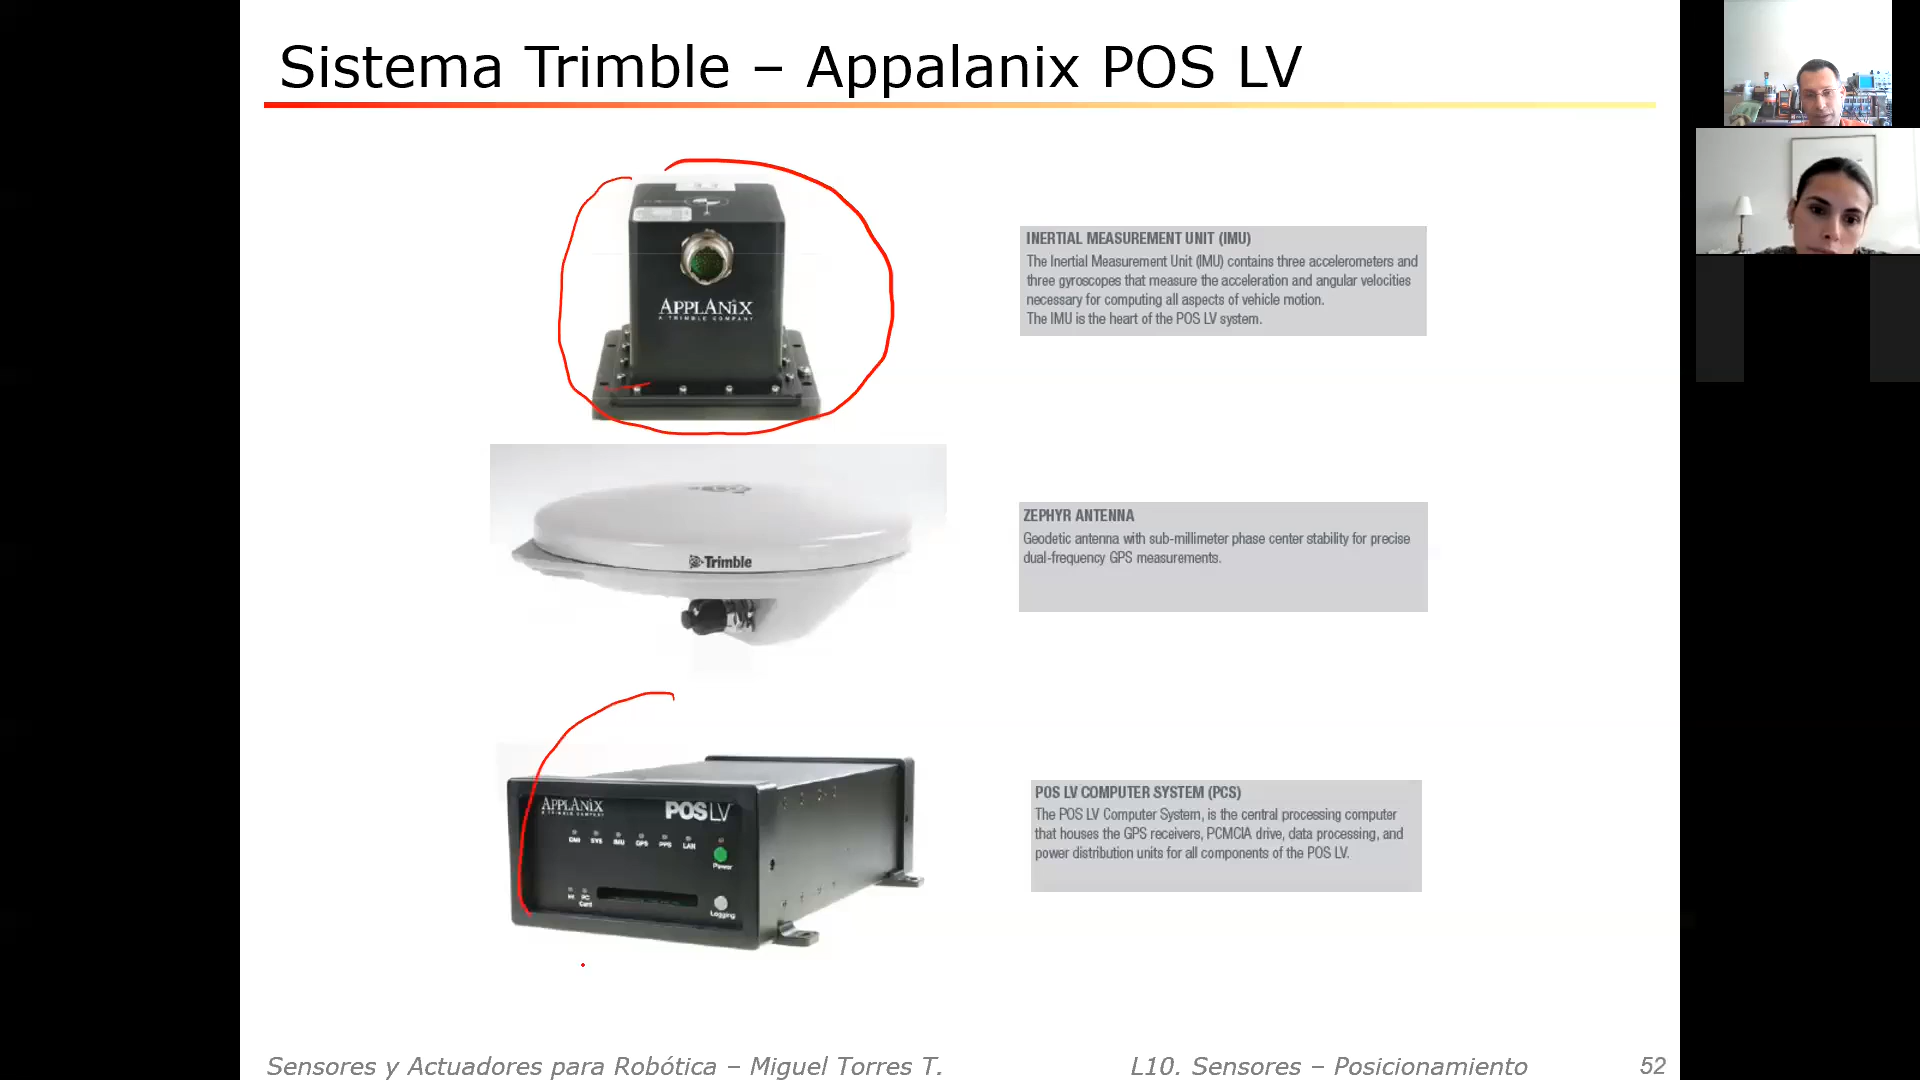 Sistema Trimble – Appalanix POS LV
APPLANIX
A TRIMBLE COMPANY
INERTIAL MEASUREMENT UNIT (IMU)
The Inertial Measurement Unit (IMU) contains three accelerometers and
three gyroscopes that measure the acceleration and angular velocities
necessary for computing all aspects of vehicle motion.
The IMU is the heart of the POS LV system.
Trimble
ZEPHYR ANTENNA
Geodetic antenna with sub-millimeter phase center stability for precise
dual-frequency GPS measurements.
APPLANIX
A TRIMBLE COMPANY
POS LV
DMI SYS IMU GPS PPS LAN
Power
PC
Card
Logging
POS LV COMPUTER SYSTEM (PCS)
The POS LV Computer System, is the central processing computer
that houses the GPS receivers, PCMCIA drive, data processing, and
power distribution units for all components of the POS LV.
Sensores y Actuadores para Robótica – Miguel Torres T.
L10. Sensores – Posicionamiento
52